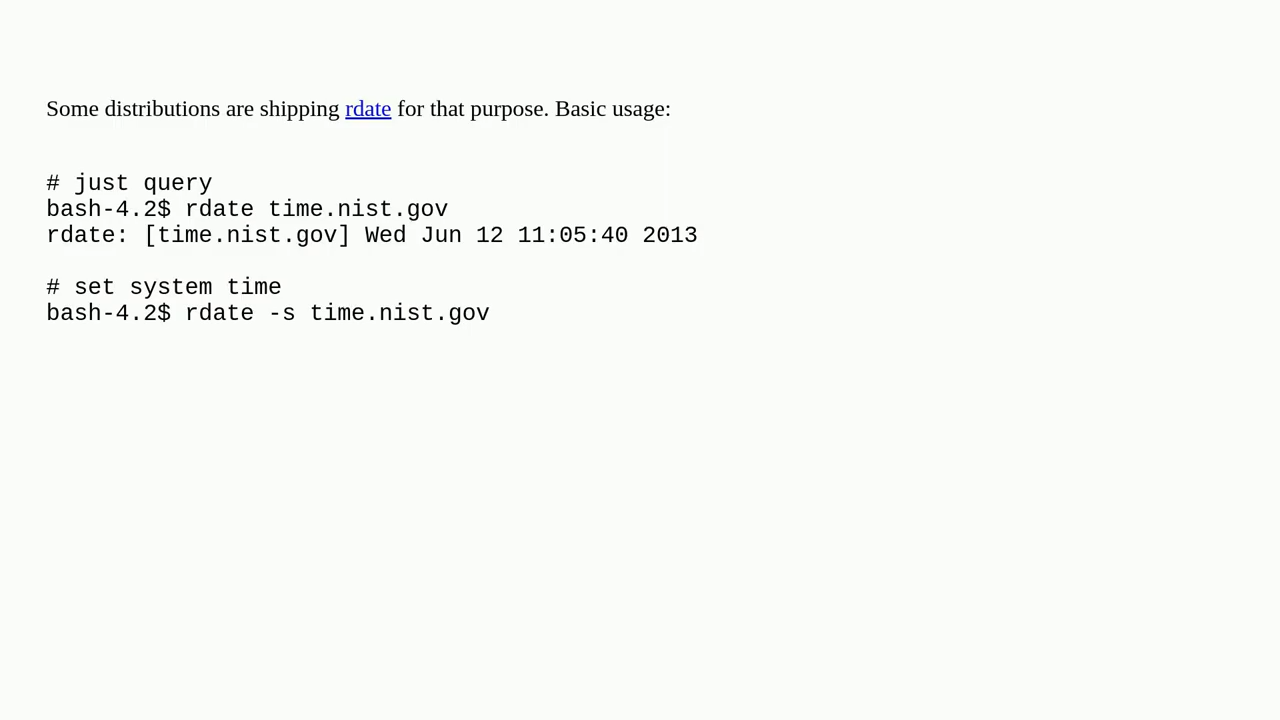 Some distributions are shipping rdate for that purpose. Basic usage:
# just query
bash-4.2$ rdate time.nist.gov
rdate: [time.nist.gov] Wed Jun 12 11:05:40 2013
# set system time
bash-4.2$ rdate -s time.nist.gov